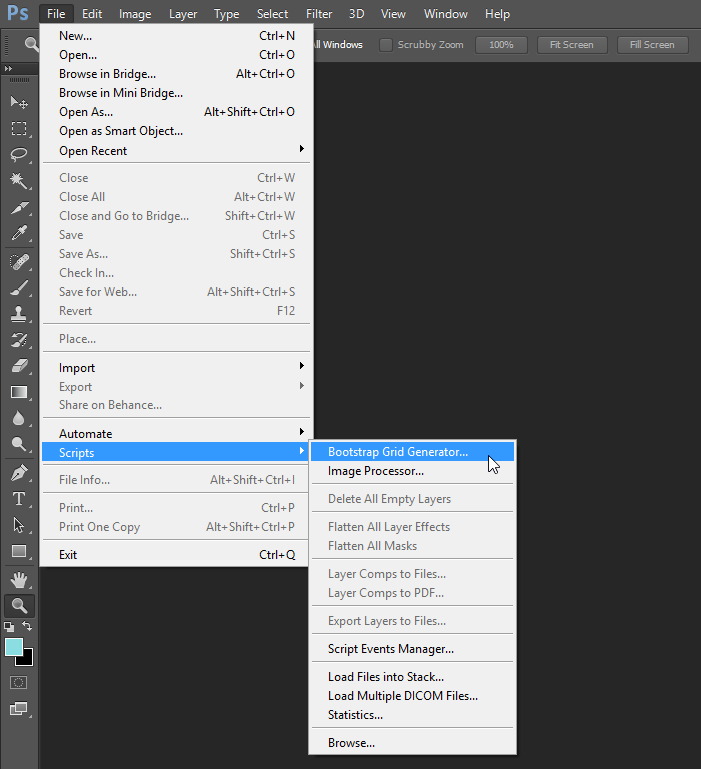 Ps File Edit Image Layer Type Select Filter 3D View Window Help
All Windows Scrubby Zoom 100% Fit Screen Fill Screen
New... Ctrl+N
Open... Ctrl+O
Browse in Bridge... Alt+Ctrl+O
Browse in Mini Bridge...
Open As... Alt+Shift+Ctrl+O
Open as Smart Object...
Open Recent
Close Ctrl+W
Close All Alt+Ctrl+W
Close and Go to Bridge... Shift+Ctrl+W
Save Ctrl+S
Save As... Shift+Ctrl+S
Check In...
Save for Web... Alt+Shift+Ctrl+S
Revert F12
Place...
Import
Export
Share on Behance...
Automate
Scripts
File Info... Alt+Shift+Ctrl+I
Print... Ctrl+P
Print One Copy Alt+Shift+Ctrl+P
Exit Ctrl+Q
Bootstrap Grid Generator...
Image Processor...
Delete All Empty Layers
Flatten All Layer Effects
Flatten All Masks
Layer Comps to Files...
Layer Comps to PDF...
Export Layers to Files...
Script Events Manager...
Load Files into Stack...
Load Multiple DICOM Files...
Statistics...
Browse...